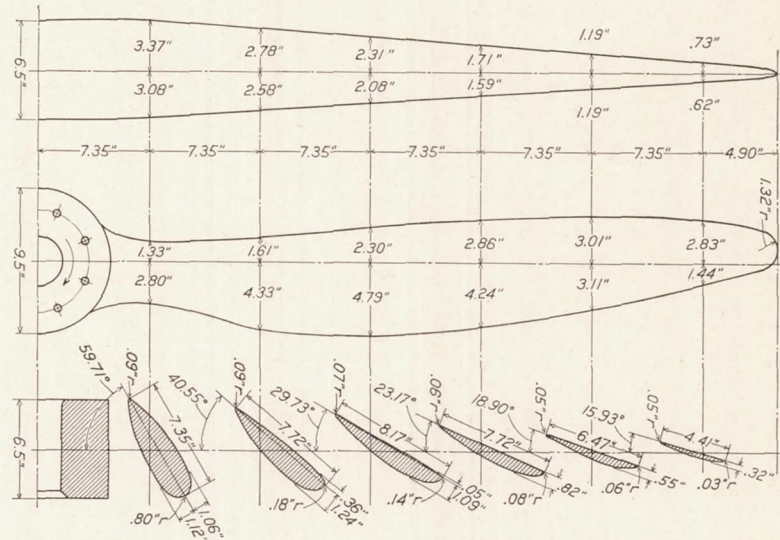 6.5" 3.37" 2.78" 2.31" 1.71" 1.19" .73"
3.08" 2.58" 2.08" 1.59" 1.19" .62"
7.35" 7.35" 7.35" 7.35" 7.35" 7.35" 4.90"
1.32"r
9.5" 1.33" 1.61" 2.30" 2.86" 3.01" 2.83"
2.80" 4.33" 4.79" 4.24" 3.11" 1.44"
59.71° .09"r 40.55° .09"r 29.73° .07"r 23.17° .06"r 18.90° .05"r 15.93° .05"r
6.5" 7.35" 7.72" 8.17" 7.72" 6.47" 4.41"
.80"r 1.12" 1.06" .18"r .36" 1.24" .14"r .05" 1.09" .08"r .82" .06"r .55" .03"r .32"